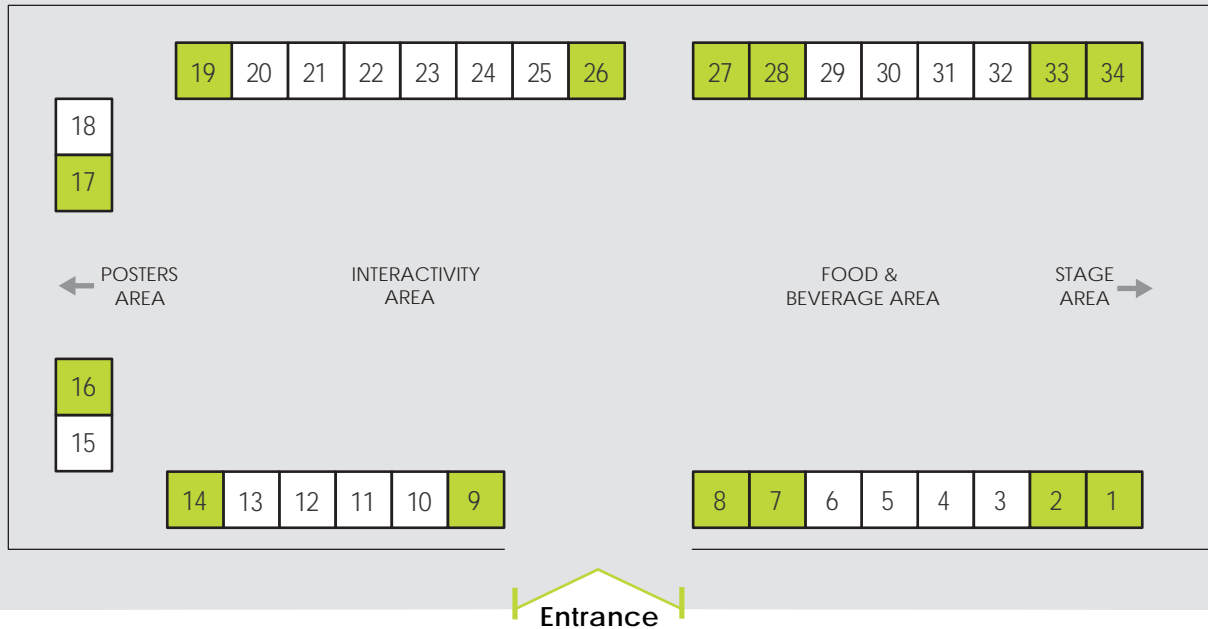 19 20 21 22 23 24 25 26 27 28 29 30 31 32 33 34
18
17
POSTERS
AREA
INTERACTIVITY
AREA
FOOD &
BEVERAGE AREA
STAGE
AREA
16
15
14 13 12 11 10 9 8 7 6 5 4 3 2 1
Entrance